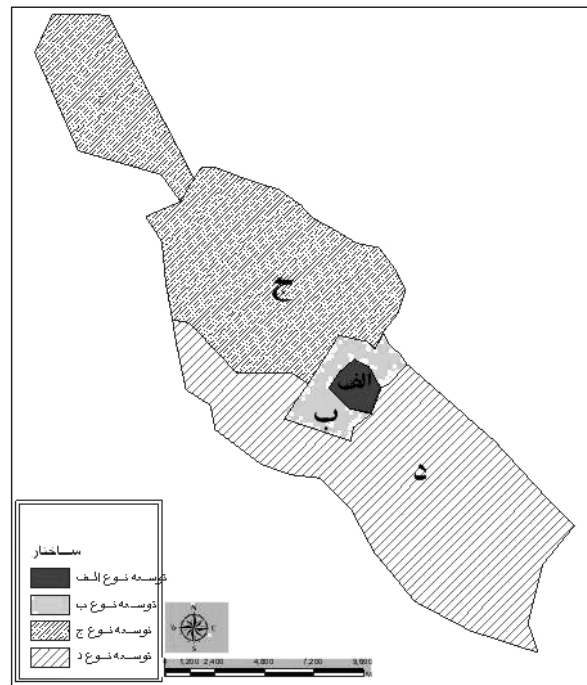 ج
الف
ب
د
ساختار
توسعه نوع الف
توسعه نوع ب
توسعه نوع ج
توسعه نوع د
N
W E
S
0 1,200 2,400 4,800 7,200 9,600
M